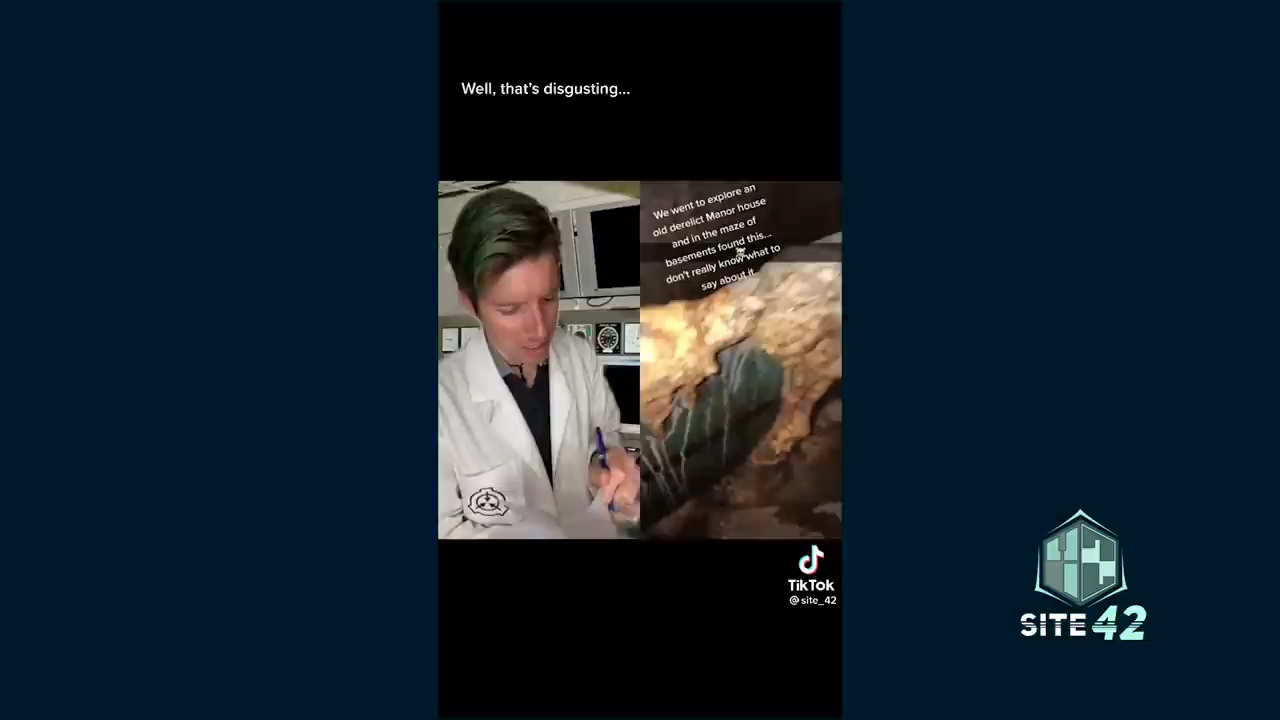 Well, that's disgusting...
We went to explore an
old derelict Manor house
and in the maze of
basements found this...
don't really know what to
say about it
TikTok
@site_42
SITE 42